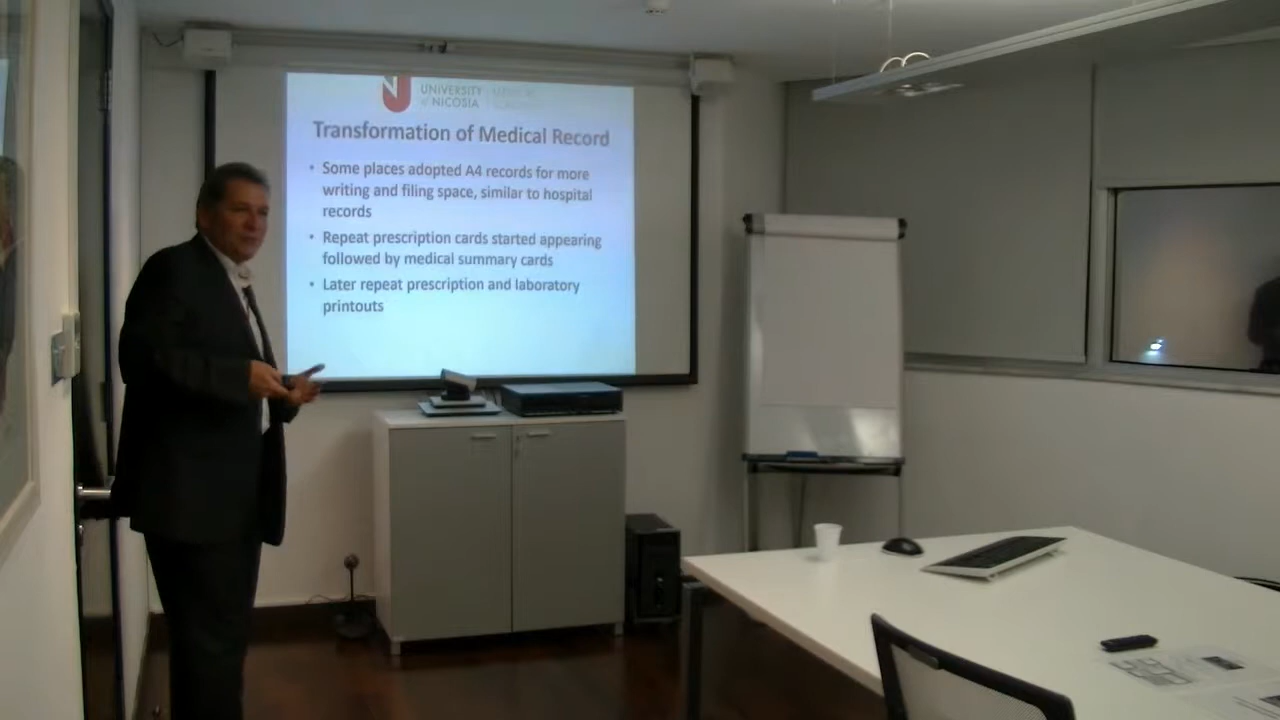 UNIVERSITY
of NICOSIA
MEDICAL
SCHOOL
Transformation of Medical Record
• Some places adopted A4 records for more
writing and filing space, similar to hospital
records
• Repeat prescription cards started appearing
followed by medical summary cards
• Later repeat prescription and laboratory
printouts